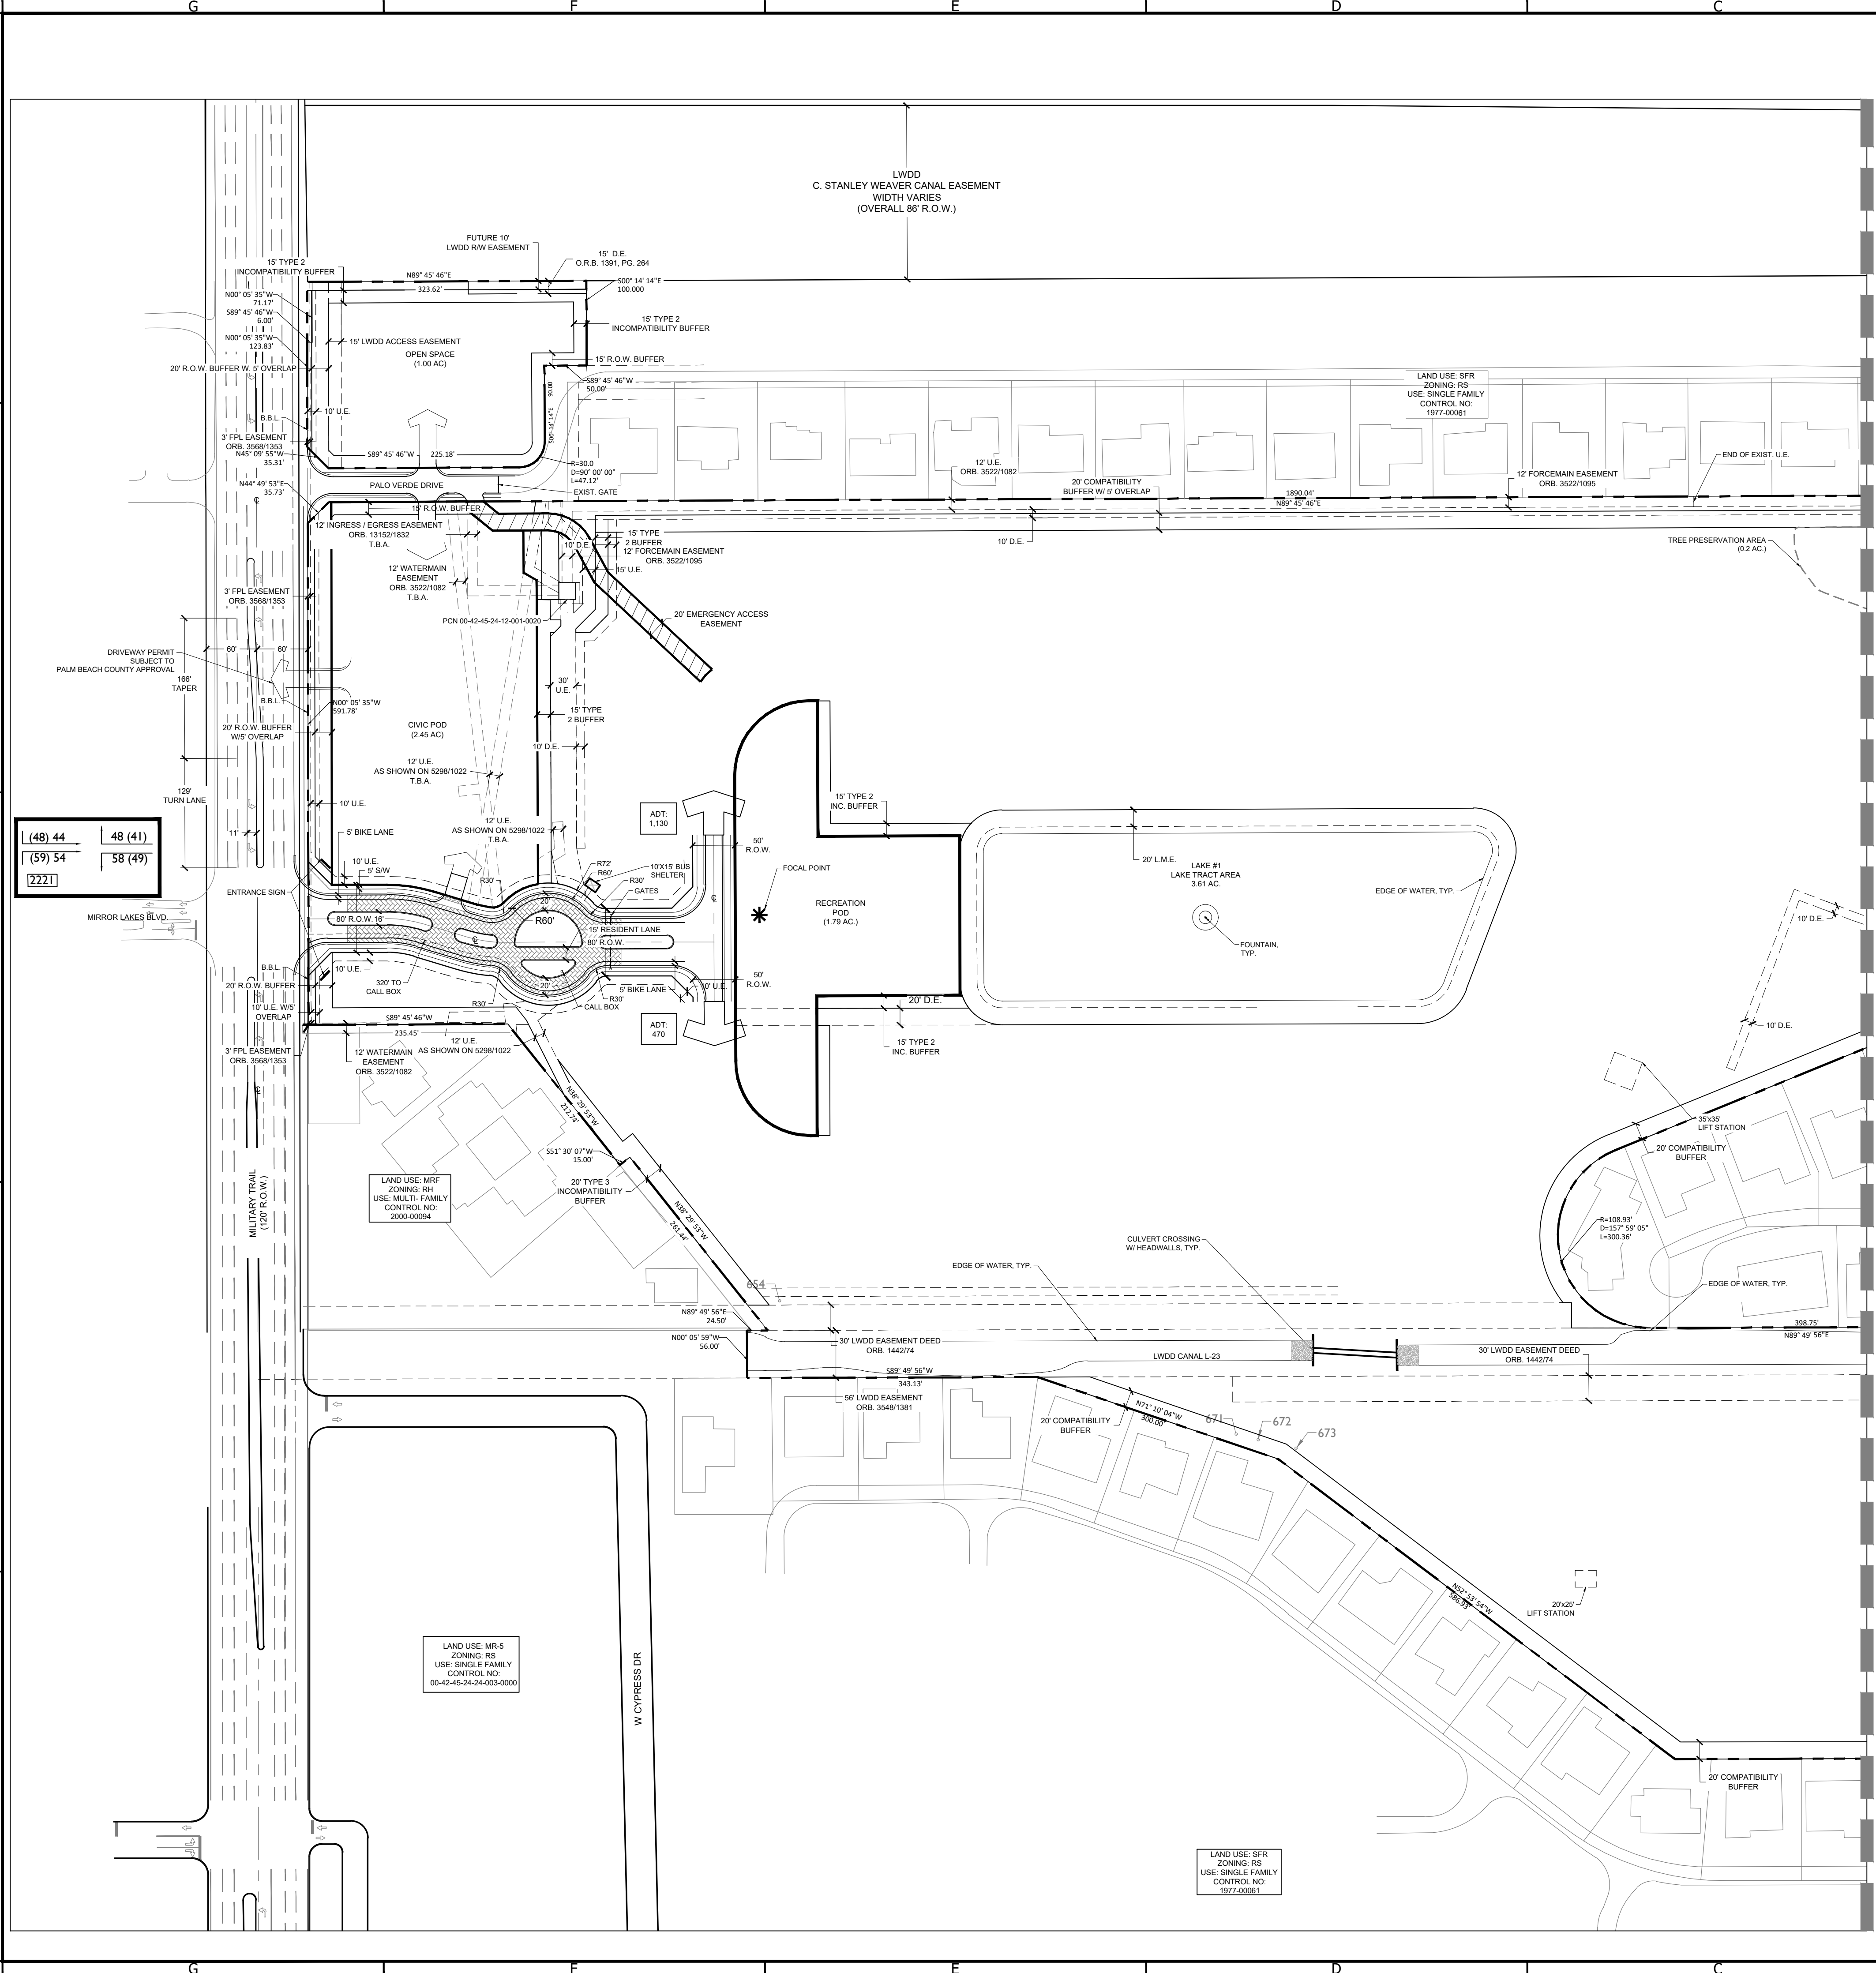 G
F
E
D
C
LWDD
C. STANLEY WEAVER CANAL EASEMENT
WIDTH VARIES
(OVERALL 86' R.O.W.)
FUTURE 10'
LWDD R/W EASEMENT
15' D.E.
O.R.B. 1391, PG. 264
15' TYPE 2
INCOMPATIBILITY BUFFER
N89° 45' 46"E
323.62'
S00° 14' 14"E
100.000
N00° 05' 35"W
71.17'
S89° 45' 46"W
6.00'
N00° 05' 35"W
123.83'
15' TYPE 2
INCOMPATIBILITY BUFFER
15' LWDD ACCESS EASEMENT
OPEN SPACE
(1.00 AC)
15' R.O.W. BUFFER
20' R.O.W. BUFFER W. 5' OVERLAP
S89° 45' 46"W
50.00'
90.00'
S00° 14' 14"E
10' U.E.
B.B.L.
3' FPL EASEMENT
ORB. 3568/1353
N45° 09' 55"W
35.31'
S89° 45' 46"W 225.18'
R=30.0
D=90° 00' 00"
L=47.12'
N44° 49' 53"E
35.73'
PALO VERDE DRIVE
EXIST. GATE
LAND USE: SFR
ZONING: RS
USE: SINGLE FAMILY
CONTROL NO:
1977-00061
12' U.E.
ORB. 3522/1082
END OF EXIST. U.E.
12' FORCEMAIN EASEMENT
ORB. 3522/1095
20' COMPATIBILITY
BUFFER W/ 5' OVERLAP
1890.04'
N89° 45' 46"E
10' D.E.
TREE PRESERVATION AREA
(0.2 AC.)
15' R.O.W. BUFFER
12' INGRESS / EGRESS EASEMENT
ORB. 13152/1832
T.B.A.
15' TYPE
2 BUFFER
10' D.E.
12' FORCEMAIN EASEMENT
ORB. 3522/1095
15' U.E.
12' WATERMAIN
EASEMENT
ORB. 3522/1082
T.B.A.
3' FPL EASEMENT
ORB. 3568/1353
PCN 00-42-45-24-12-001-0020
20' EMERGENCY ACCESS
EASEMENT
60'
60'
DRIVEWAY PERMIT
SUBJECT TO
PALM BEACH COUNTY APPROVAL
166'
TAPER
B.B.L.
N00° 05' 35"W
591.78'
30'
U.E.
15' TYPE
2 BUFFER
20' R.O.W. BUFFER
W/5' OVERLAP
CIVIC POD
(2.45 AC)
10' D.E.
12' U.E.
AS SHOWN ON 5298/1022
T.B.A.
129'
TURN LANE
10' U.E.
11'
(48) 44
48 (41)
(59) 54
58 (49)
2221
5' BIKE LANE
12' U.E.
AS SHOWN ON 5298/1022
T.B.A.
ADT:
1,130
15' TYPE 2
INC. BUFFER
50'
R.O.W.
10' U.E.
5' S/W
R72'
R60'
10'X15' BUS
SHELTER
R30'
R30'
GATES
FOCAL POINT
20' L.M.E.
LAKE #1
LAKE TRACT AREA
3.61 AC.
EDGE OF WATER, TYP.
ENTRANCE SIGN
MIRROR LAKES BLVD.
80' R.O.W.
16'
20'
R60'
15' RESIDENT LANE
80' R.O.W.
RECREATION
POD
(1.79 AC.)
FOUNTAIN,
TYP.
10' D.E.
B.B.L.
10' U.E.
20' R.O.W. BUFFER
320' TO
CALL BOX
20'
R30'
R30'
CALL BOX
5' BIKE LANE
10' U.E.
50'
R.O.W.
20' D.E.
10' U.E. W/5'
OVERLAP
S89° 45' 46"W
235.45'
ADT:
470
10' D.E.
3' FPL EASEMENT
ORB. 3568/1353
12' WATERMAIN
EASEMENT
ORB. 3522/1082
12' U.E.
AS SHOWN ON 5298/1022
15' TYPE 2
INC. BUFFER
N38° 29' 53"W
212.74'
35'x35'
LIFT STATION
20' COMPATIBILITY
BUFFER
S51° 30' 07"W
15.00'
MILITARY TRAIL
(120' R.O.W.)
LAND USE: MRF
ZONING: RH
USE: MULTI- FAMILY
CONTROL NO:
2000-00094
20' TYPE 3
INCOMPATIBILITY
BUFFER
N38° 29' 53"W
261.44'
R=108.93'
D=157° 59' 05"
L=300.36'
CULVERT CROSSING
W/ HEADWALLS, TYP.
EDGE OF WATER, TYP.
EDGE OF WATER, TYP.
654
N89° 49' 56"E
24.50'
N00° 05' 59"W
56.00'
30' LWDD EASEMENT DEED
ORB. 1442/74
LWDD CANAL L-23
30' LWDD EASEMENT DEED
ORB. 1442/74
398.75'
N89° 49' 56"E
S89° 49' 56"W
343.13'
56' LWDD EASEMENT
ORB. 3548/1381
20' COMPATIBILITY
BUFFER
N71° 10' 04"W
300.00'
671
672
673
N52° 53' 54"W
586.93'
20'x25'
LIFT STATION
LAND USE: MR-5
ZONING: RS
USE: SINGLE FAMILY
CONTROL NO:
00-42-45-24-24-003-0000
W CYPRESS DR
20' COMPATIBILITY
BUFFER
LAND USE: SFR
ZONING: RS
USE: SINGLE FAMILY
CONTROL NO:
1977-00061
G
F
E
D
C